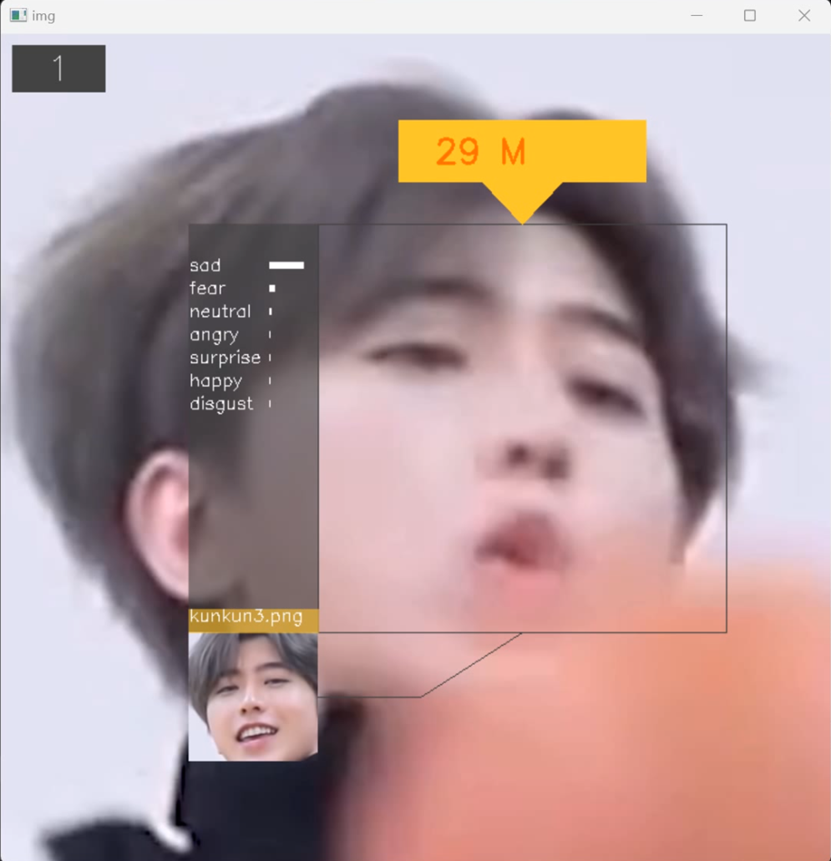 img
1
29 M
sad
fear
neutral
angry
surprise
happy
disgust
kunkun3.png